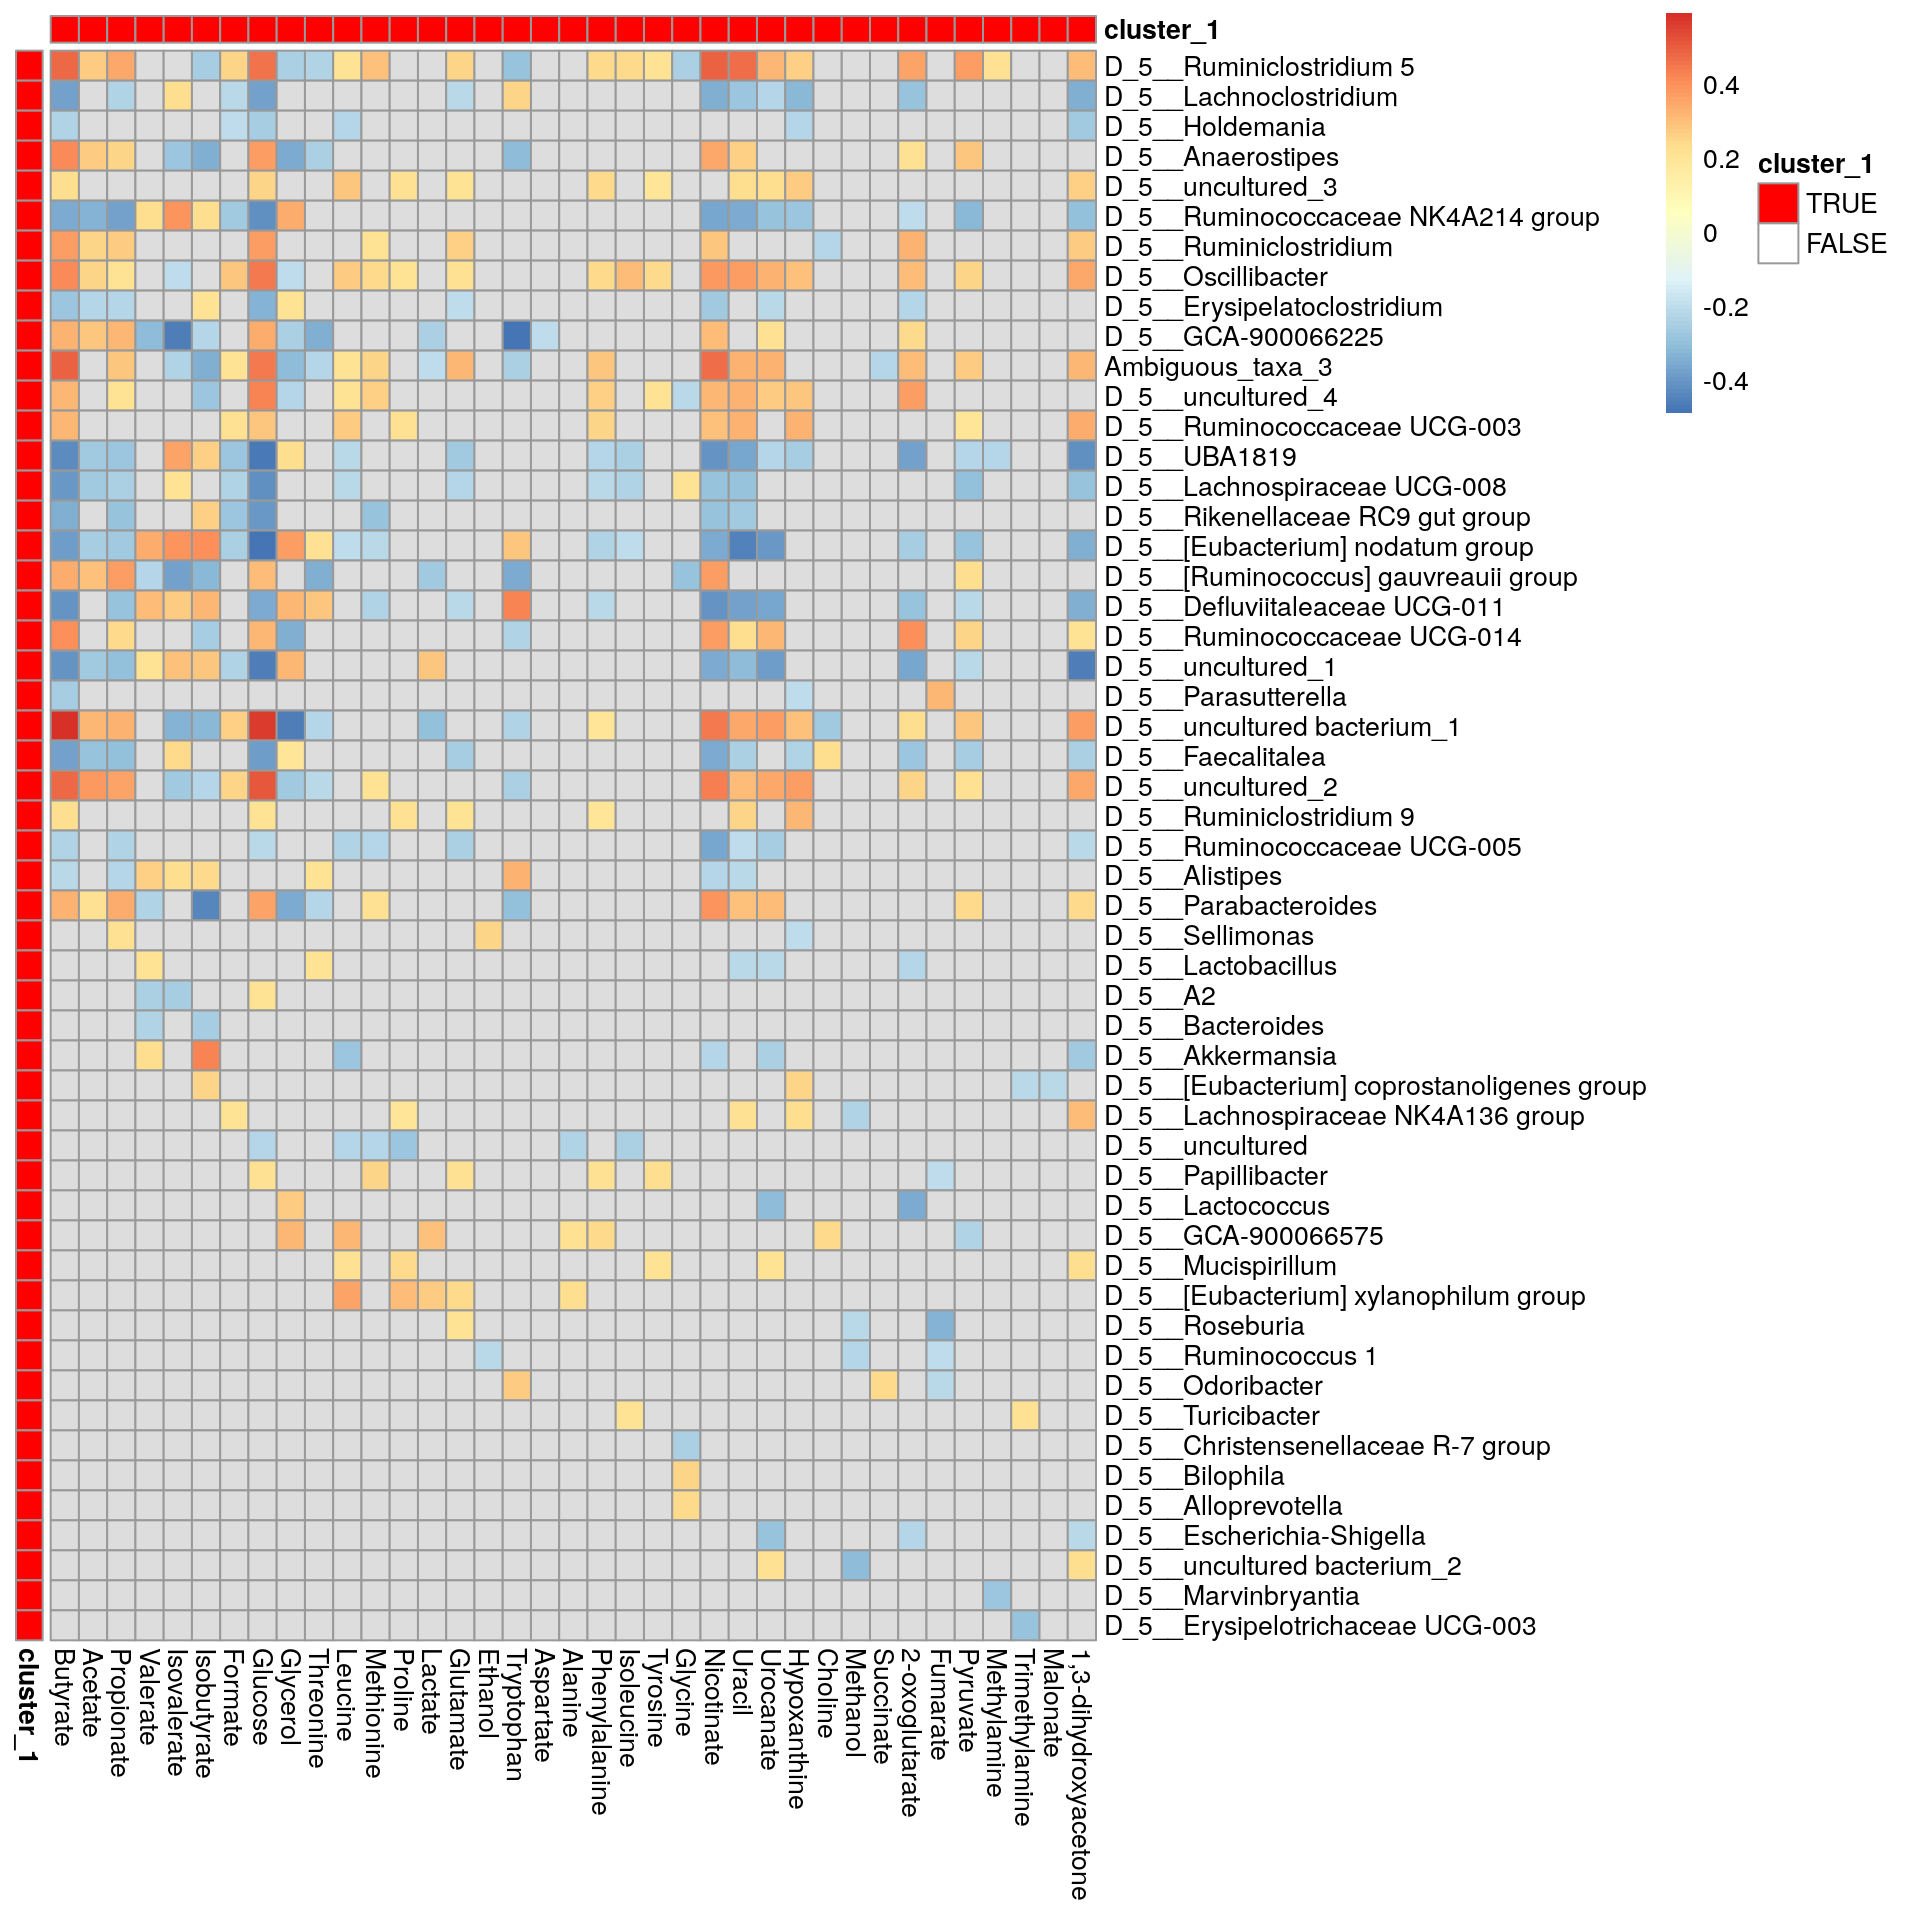 cluster_1
D_5__Ruminiclostridium 5
D_5__Lachnoclostridium
D_5__Holdemania
D_5__Anaerostipes
D_5__uncultured_3
D_5__Ruminococcaceae NK4A214 group
D_5__Ruminiclostridium
D_5__Oscillibacter
D_5__Erysipelatoclostridium
D_5__GCA-900066225
Ambiguous_taxa_3
D_5__uncultured_4
D_5__Ruminococcaceae UCG-003
D_5__UBA1819
D_5__Lachnospiraceae UCG-008
D_5__Rikenellaceae RC9 gut group
D_5__[Eubacterium] nodatum group
D_5__[Ruminococcus] gauvreauii group
D_5__Defluviitaleaceae UCG-011
D_5__Ruminococcaceae UCG-014
D_5__uncultured_1
D_5__Parasutterella
D_5__uncultured bacterium_1
D_5__Faecalitalea
D_5__uncultured_2
D_5__Ruminiclostridium 9
D_5__Ruminococcaceae UCG-005
D_5__Alistipes
D_5__Parabacteroides
D_5__Sellimonas
D_5__Lactobacillus
D_5__A2
D_5__Bacteroides
D_5__Akkermansia
D_5__[Eubacterium] coprostanoligenes group
D_5__Lachnospiraceae NK4A136 group
D_5__uncultured
D_5__Papillibacter
D_5__Lactococcus
D_5__GCA-900066575
D_5__Mucispirillum
D_5__[Eubacterium] xylanophilum group
D_5__Roseburia
D_5__Ruminococcus 1
D_5__Odoribacter
D_5__Turicibacter
D_5__Christensenellaceae R-7 group
D_5__Bilophila
D_5__Alloprevotella
D_5__Escherichia-Shigella
D_5__uncultured bacterium_2
D_5__Marvinbryantia
D_5__Erysipelotrichaceae UCG-003
cluster_1
Butyrate
Acetate
Propionate
Valerate
Isovalerate
Isobutyrate
Formate
Glucose
Glycerol
Threonine
Leucine
Methionine
Proline
Lactate
Glutamate
Ethanol
Tryptophan
Aspartate
Alanine
Phenylalanine
Isoleucine
Tyrosine
Glycine
Nicotinate
Uracil
Urocanate
Hypoxanthine
Choline
Methanol
Succinate
2-oxoglutarate
Fumarate
Pyruvate
Methylamine
Trimethylamine
Malonate
1,3-dihydroxyacetone
0.4
0.2
0
-0.2
-0.4
cluster_1
TRUE
FALSE